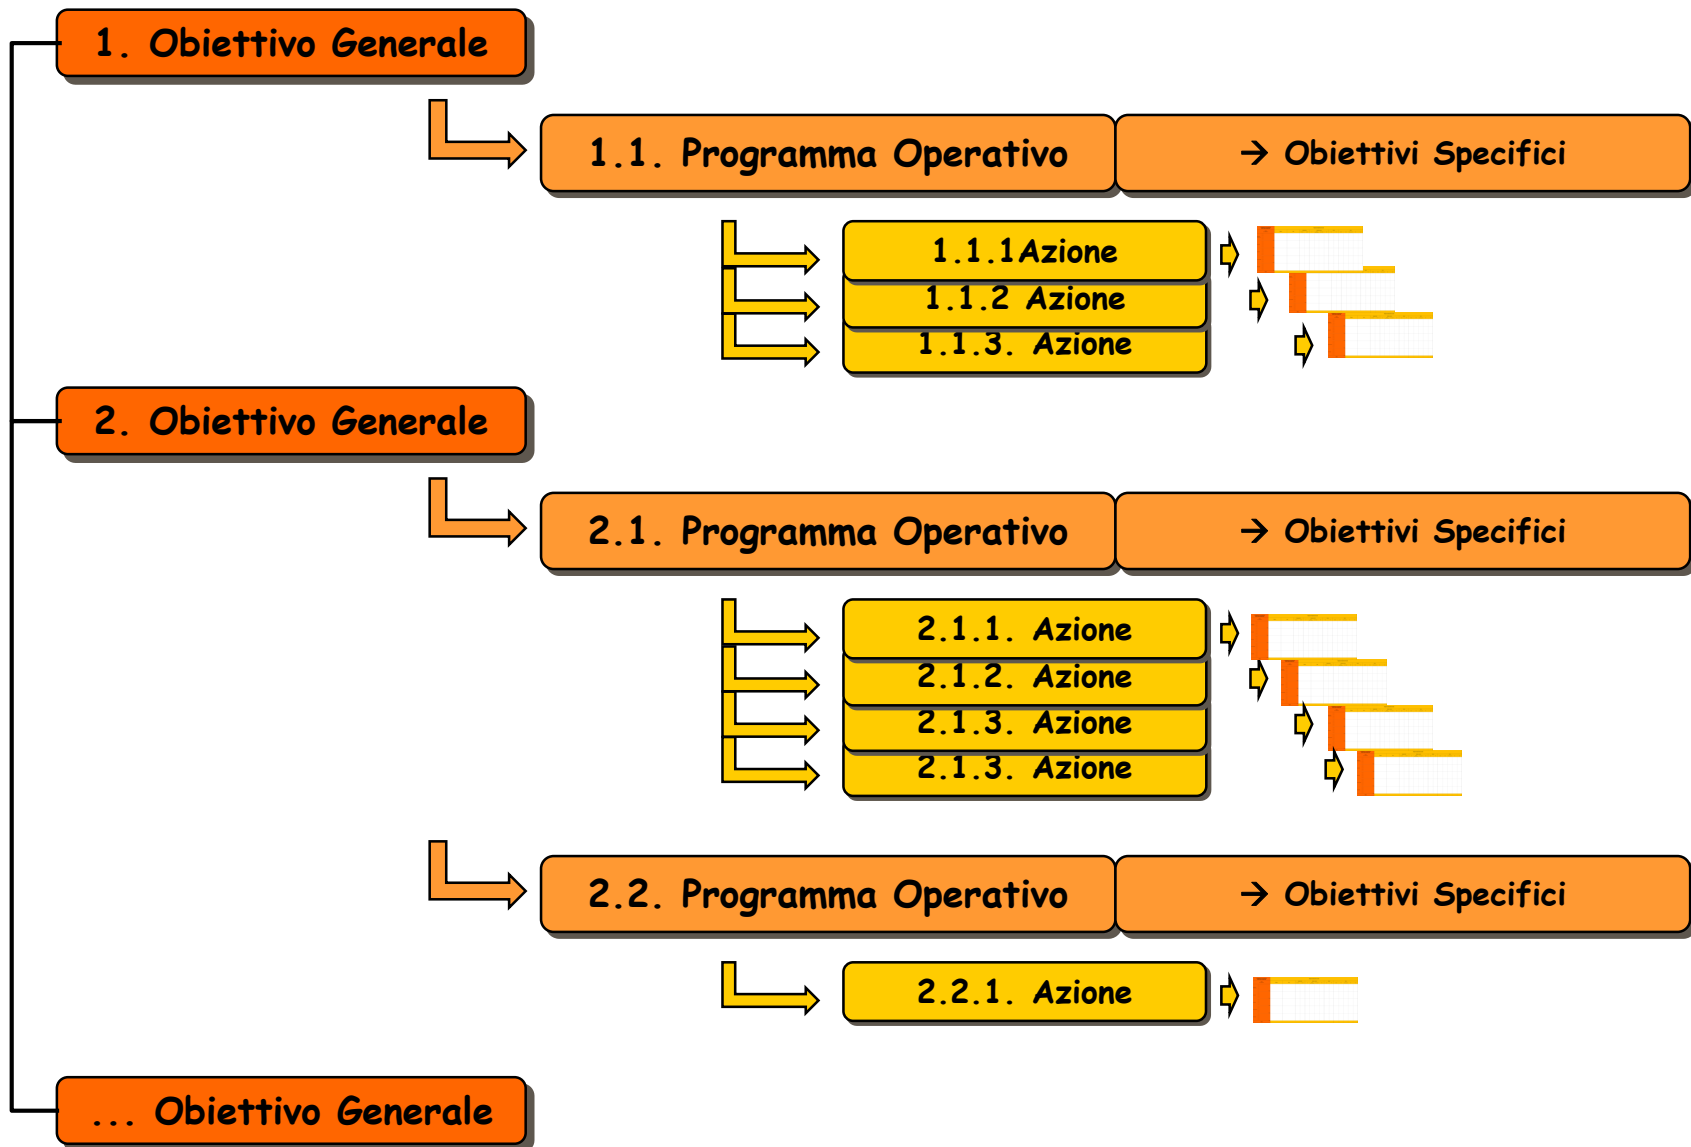 1. Obiettivo Generale
1.1. Programma Operativo → Obiettivi Specifici
1.1.1Azione
1.1.2 Azione
1.1.3. Azione
2. Obiettivo Generale
2.1. Programma Operativo → Obiettivi Specifici
2.1.1. Azione
2.1.2. Azione
2.1.3. Azione
2.1.3. Azione
2.2. Programma Operativo → Obiettivi Specifici
2.2.1. Azione
... Obiettivo Generale